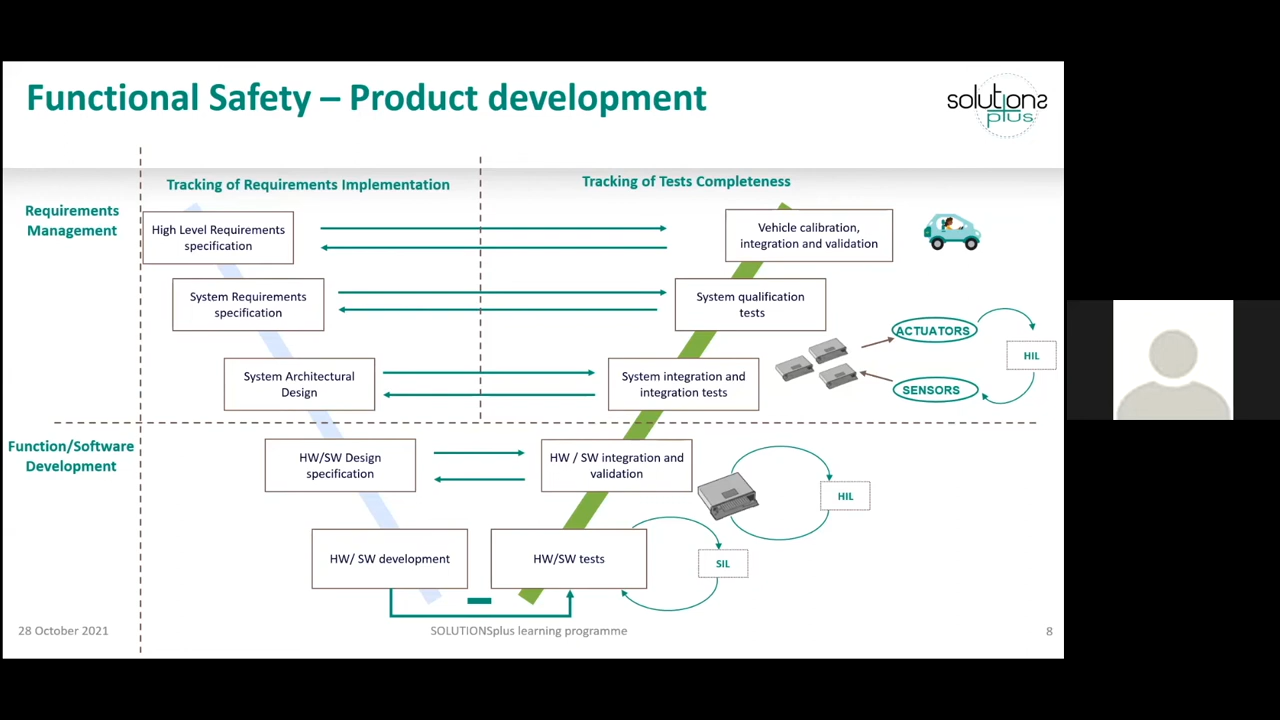 Functional Safety – Product development
solutions
plus
Tracking of Requirements Implementation
Tracking of Tests Completeness
Requirements
Management
High Level Requirements
specification
Vehicle calibration,
integration and validation
System Requirements
specification
System qualification
tests
ACTUATORS
HIL
System Architectural
Design
System integration and
integration tests
SENSORS
Function/Software
Development
HW/SW Design
specification
HW / SW integration and
validation
HIL
HW/ SW development
HW/SW tests
SIL
28 October 2021
SOLUTIONSplus learning programme
8